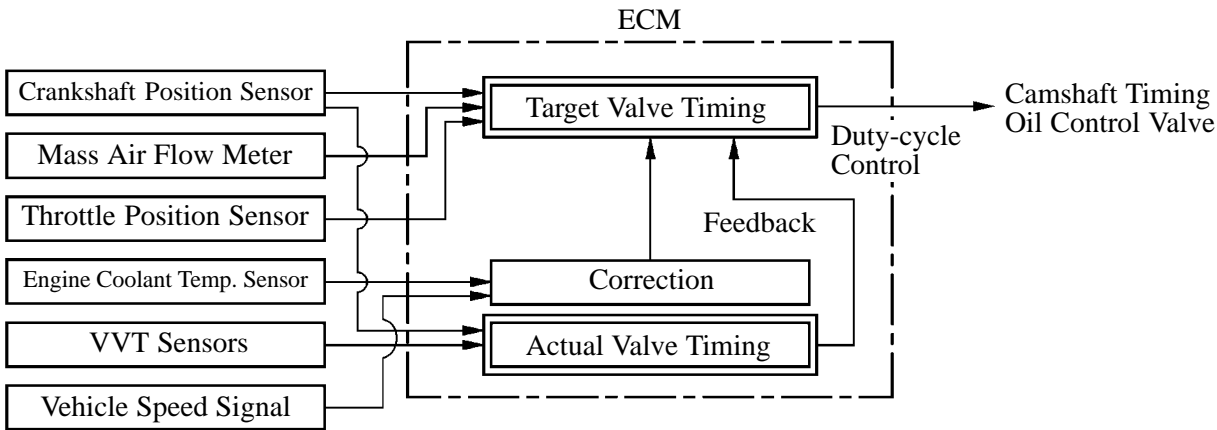 ECM
Crankshaft Position Sensor
Mass Air Flow Meter
Throttle Position Sensor
Engine Coolant Temp. Sensor
VVT Sensors
Vehicle Speed Signal
Target Valve Timing
Correction
Actual Valve Timing
Feedback
Duty-cycle
Control
Camshaft Timing
Oil Control Valve